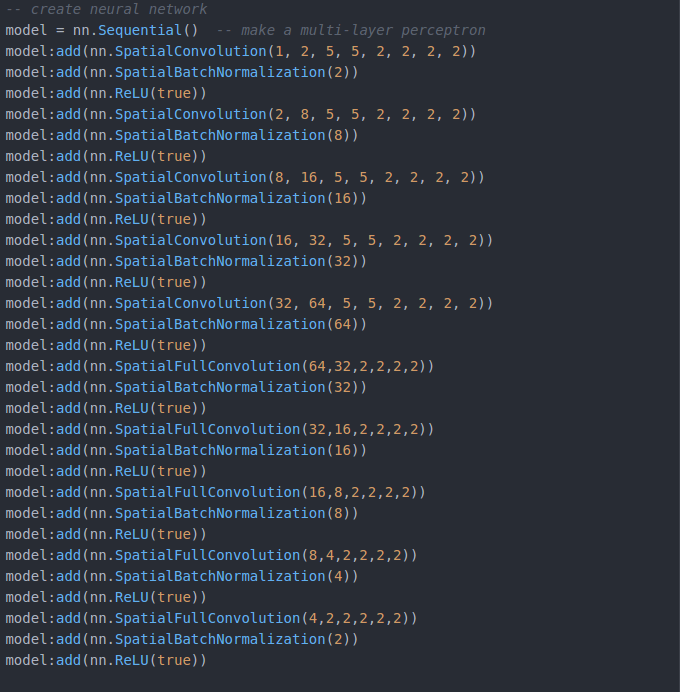 -- create neural network
model = nn.Sequential()  -- make a multi-layer perceptron
model:add(nn.SpatialConvolution(1, 2, 5, 5, 2, 2, 2, 2))
model:add(nn.SpatialBatchNormalization(2))
model:add(nn.ReLU(true))
model:add(nn.SpatialConvolution(2, 8, 5, 5, 2, 2, 2, 2))
model:add(nn.SpatialBatchNormalization(8))
model:add(nn.ReLU(true))
model:add(nn.SpatialConvolution(8, 16, 5, 5, 2, 2, 2, 2))
model:add(nn.SpatialBatchNormalization(16))
model:add(nn.ReLU(true))
model:add(nn.SpatialConvolution(16, 32, 5, 5, 2, 2, 2, 2))
model:add(nn.SpatialBatchNormalization(32))
model:add(nn.ReLU(true))
model:add(nn.SpatialConvolution(32, 64, 5, 5, 2, 2, 2, 2))
model:add(nn.SpatialBatchNormalization(64))
model:add(nn.ReLU(true))
model:add(nn.SpatialFullConvolution(64,32,2,2,2,2))
model:add(nn.SpatialBatchNormalization(32))
model:add(nn.ReLU(true))
model:add(nn.SpatialFullConvolution(32,16,2,2,2,2))
model:add(nn.SpatialBatchNormalization(16))
model:add(nn.ReLU(true))
model:add(nn.SpatialFullConvolution(16,8,2,2,2,2))
model:add(nn.SpatialBatchNormalization(8))
model:add(nn.ReLU(true))
model:add(nn.SpatialFullConvolution(8,4,2,2,2,2))
model:add(nn.SpatialBatchNormalization(4))
model:add(nn.ReLU(true))
model:add(nn.SpatialFullConvolution(4,2,2,2,2,2))
model:add(nn.SpatialBatchNormalization(2))
model:add(nn.ReLU(true))